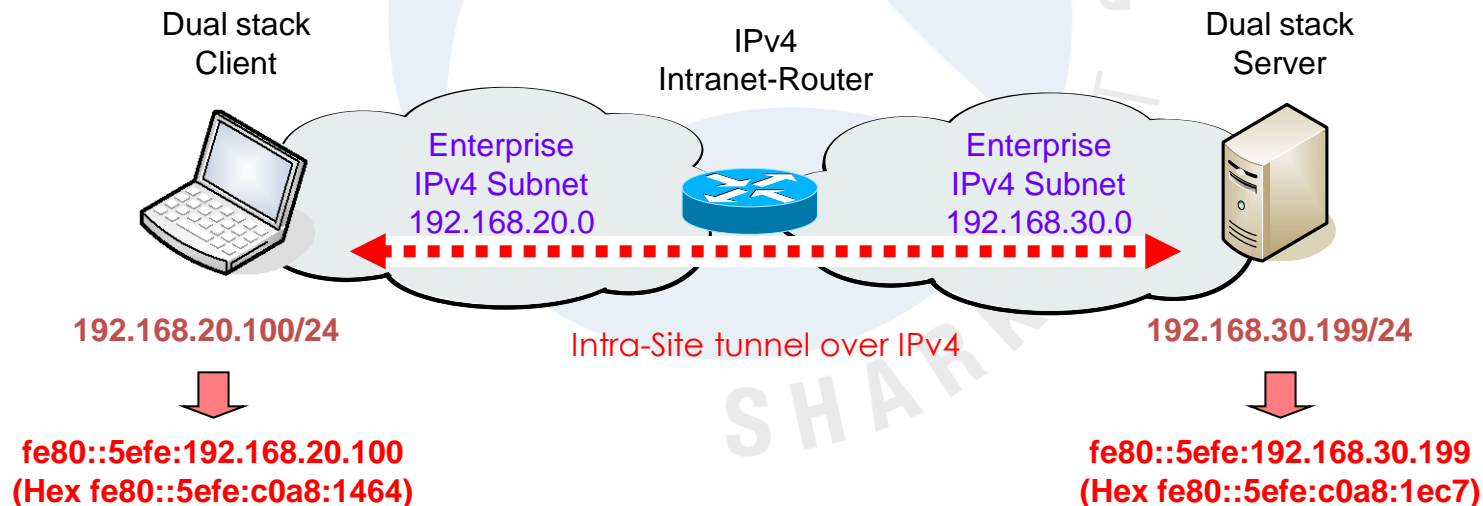 Dual stack
Client
IPv4
Intranet-Router
Dual stack
Server
Enterprise
IPv4 Subnet
192.168.20.0
Enterprise
IPv4 Subnet
192.168.30.0
192.168.20.100/24
Intra-Site tunnel over IPv4
192.168.30.199/24
SHARK
fe80::5efe:192.168.20.100
(Hex fe80::5efe:c0a8:1464)
fe80::5efe:192.168.30.199
(Hex fe80::5efe:c0a8:1ec7)